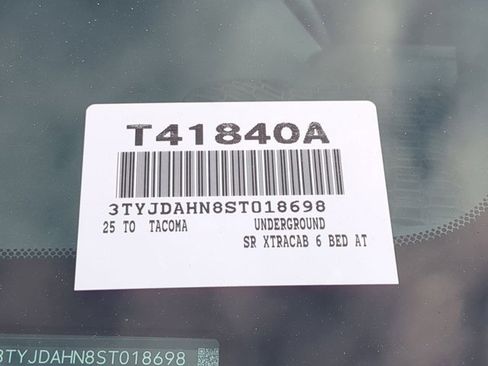 T41840A
3TYJDAHN8ST018698
25 TO TACOMA UNDERGROUND
SR XTRACAB 6 BED AT
3TYJDAHN8ST018698